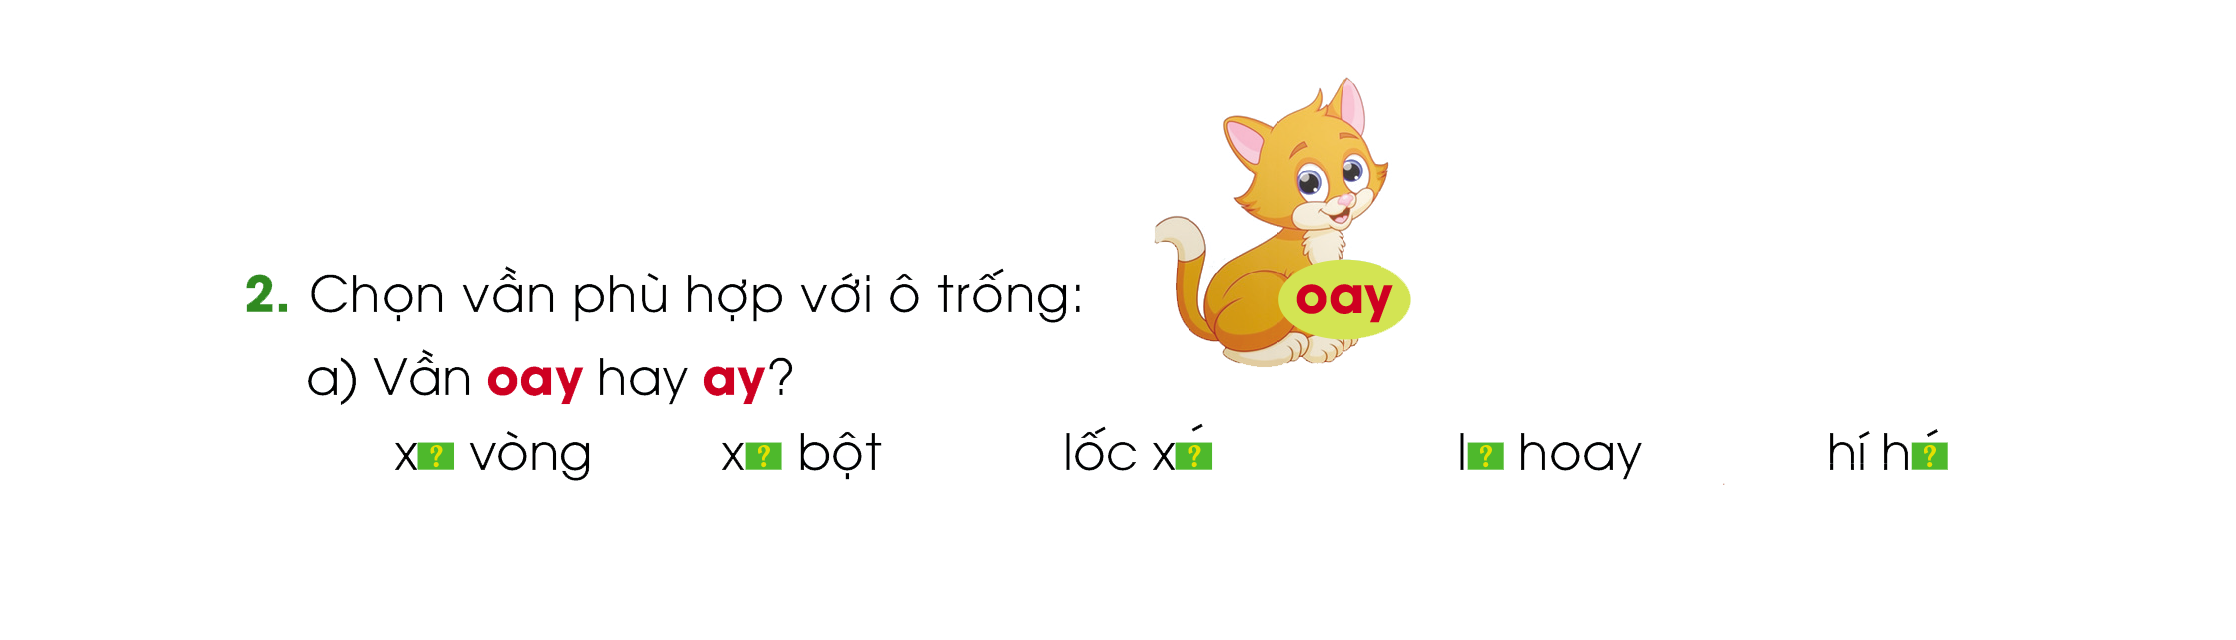 oay
2. Chọn vần phù hợp với ô trống:
a) Vần oay hay ay?
x? vòng x? bột lốc x?́ l? hoay hí h?́